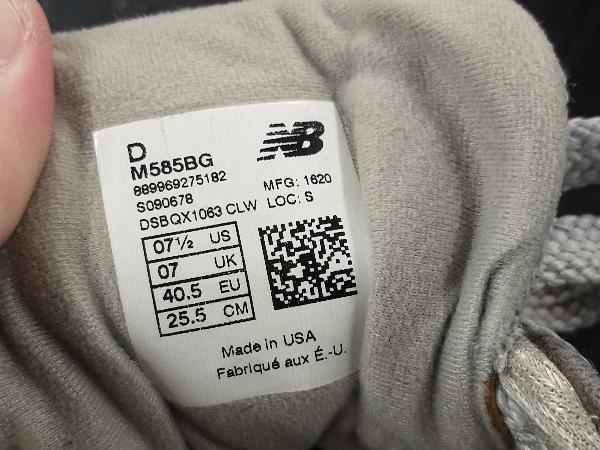 D
NB
M585BG
889969275182
S090678
MFG: 1620
DSBQX1063 CLW
LOC: S
07½ US
07 UK
40.5 EU
25.5 CM
Made in USA
Fabriqué aux É.-U.